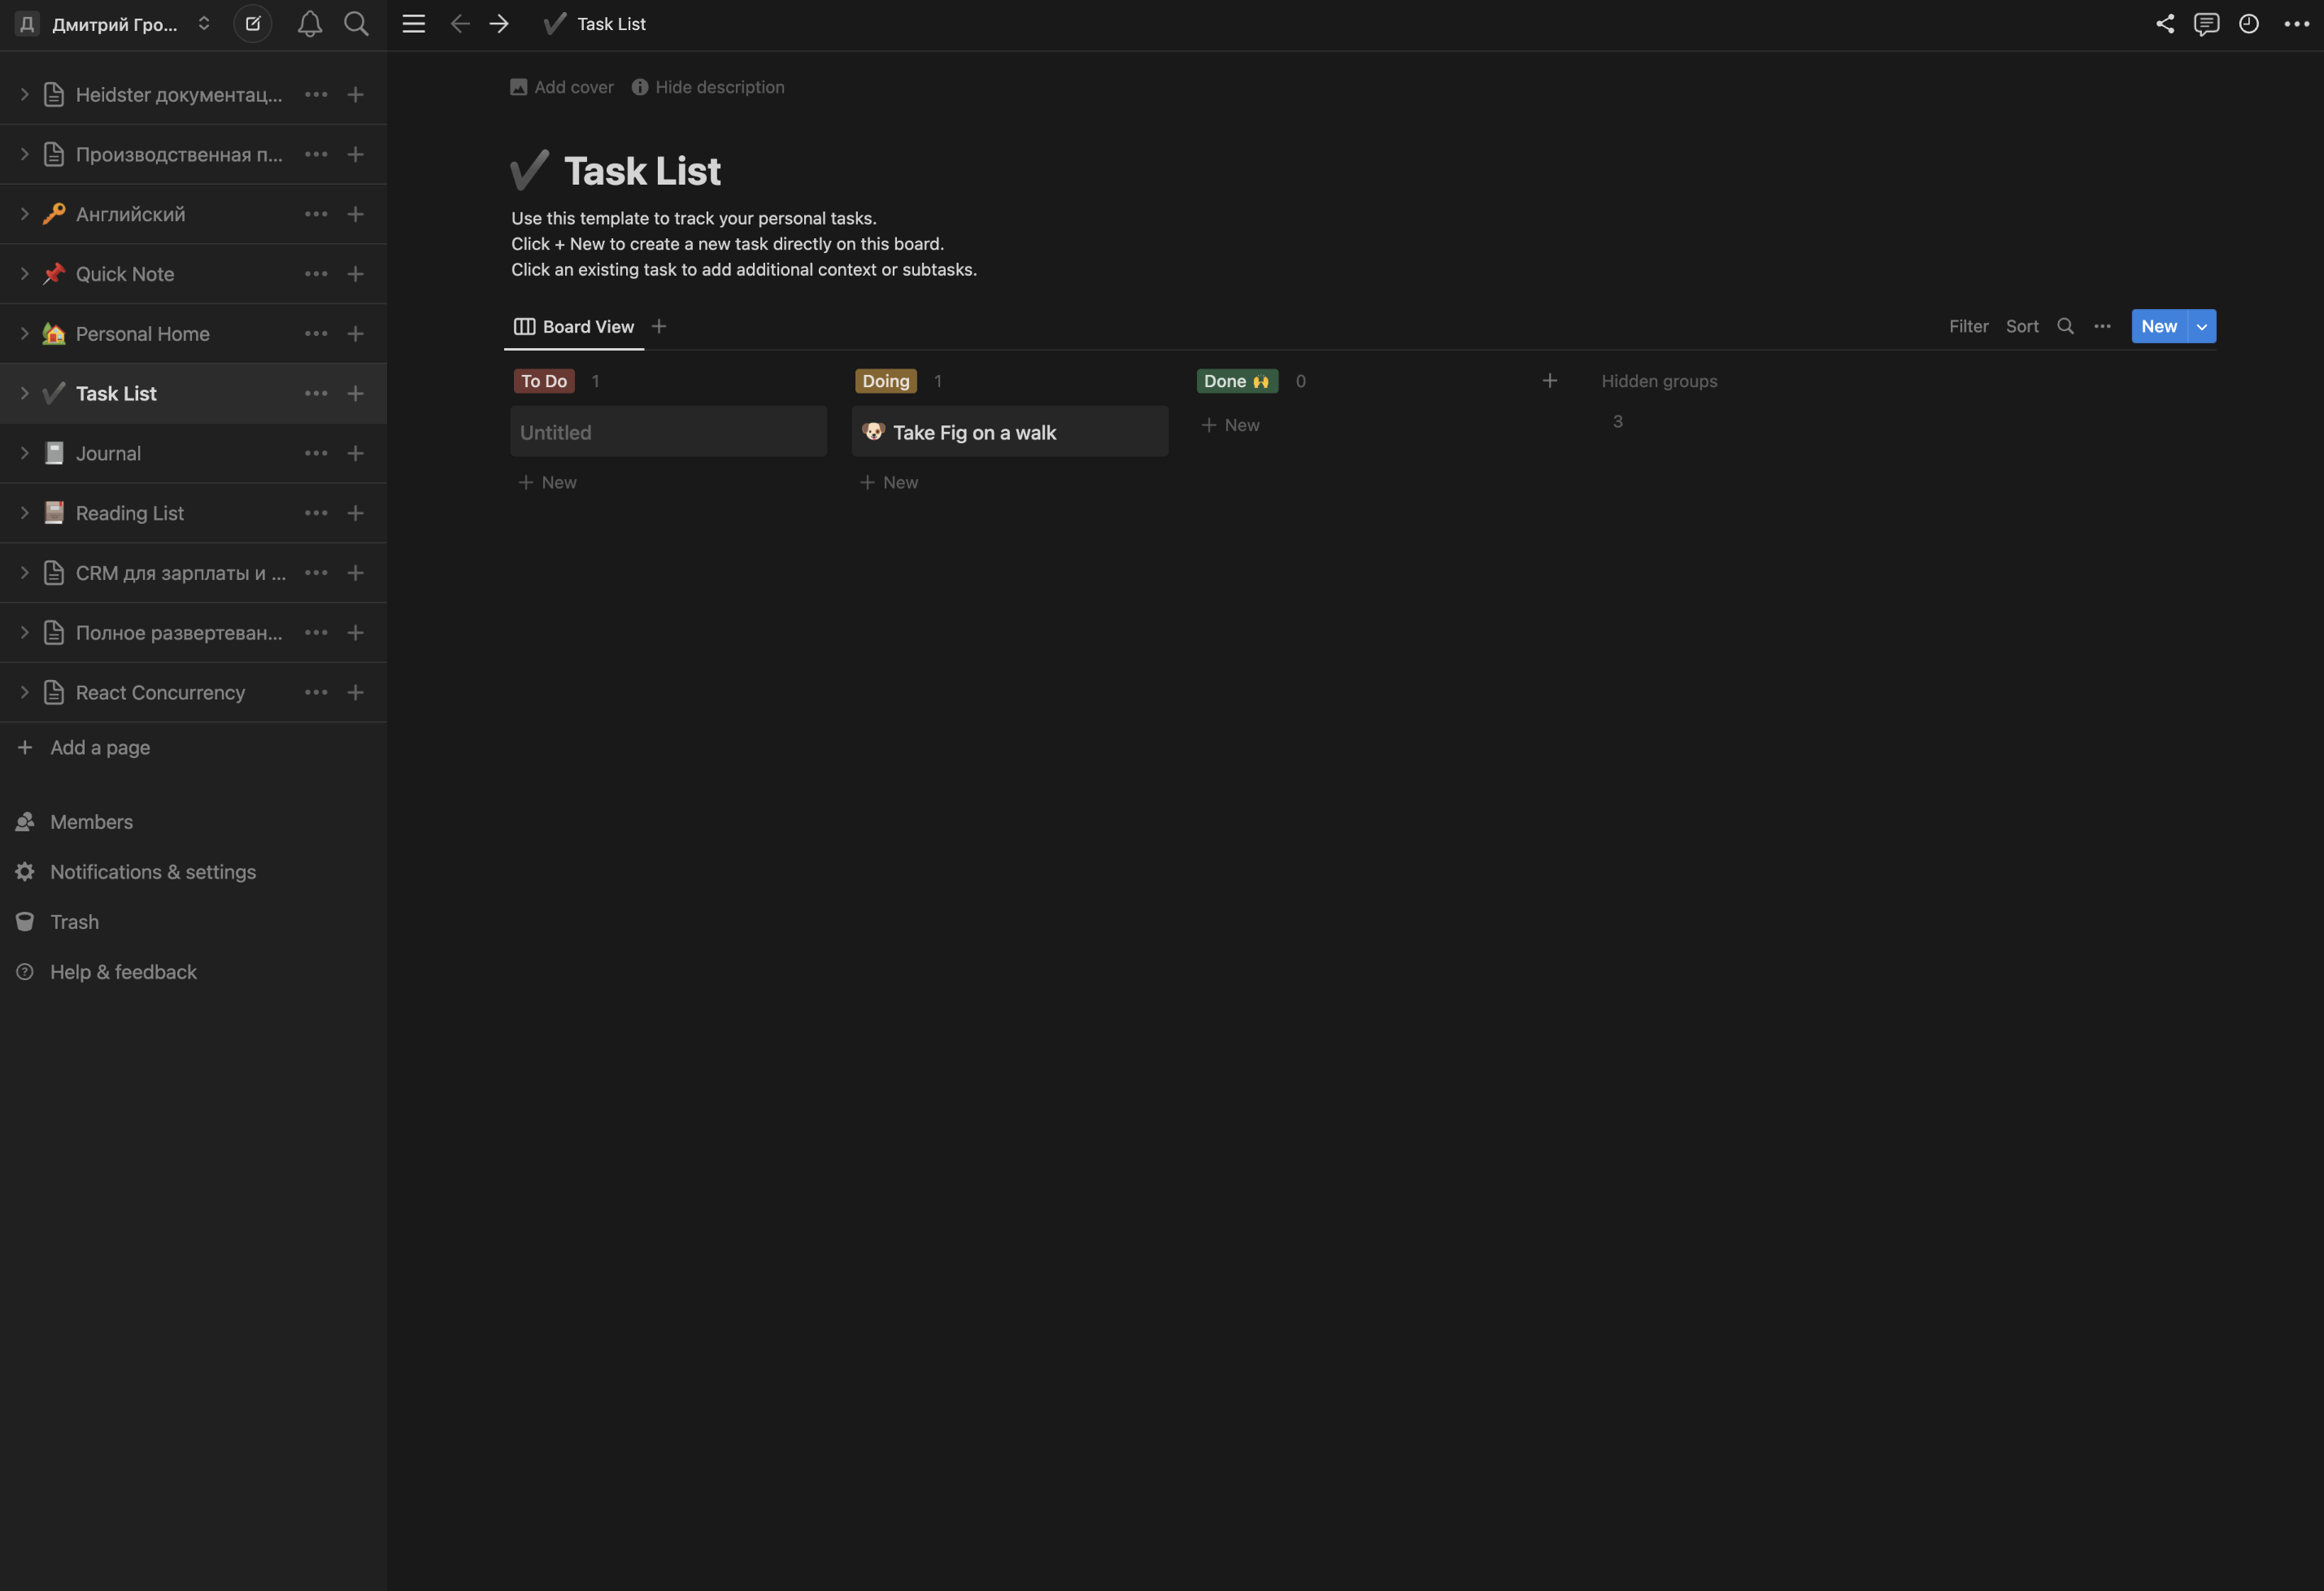 Д Дмитрий Гро...
Heidster документац...
Производственная п...
Английский
Quick Note
Personal Home
Task List
Journal
Reading List
CRM для зарплаты и ...
Полное развертеван...
React Concurrency
Add a page
Members
Notifications & settings
Trash
Help & feedback
Task List
Add cover Hide description
Task List
Use this template to track your personal tasks.
Click + New to create a new task directly on this board.
Click an existing task to add additional context or subtasks.
Board View
Filter Sort New
To Do 1
Untitled
New
Doing 1
Take Fig on a walk
New
Done 0
New
Hidden groups
3